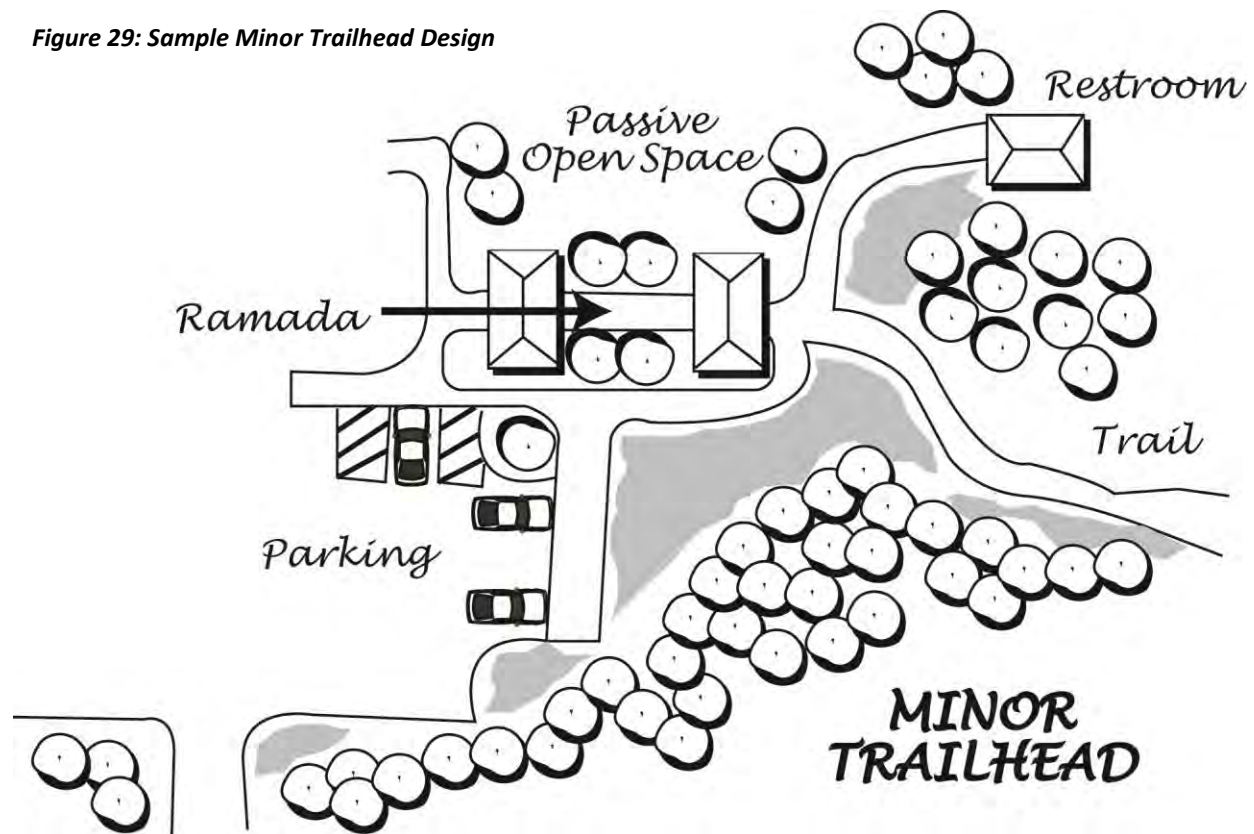 Figure 29: Sample Minor Trailhead Design
Restroom
Passive
Open Space
Ramada
Trail
Parking
MINOR
TRAILHEAD